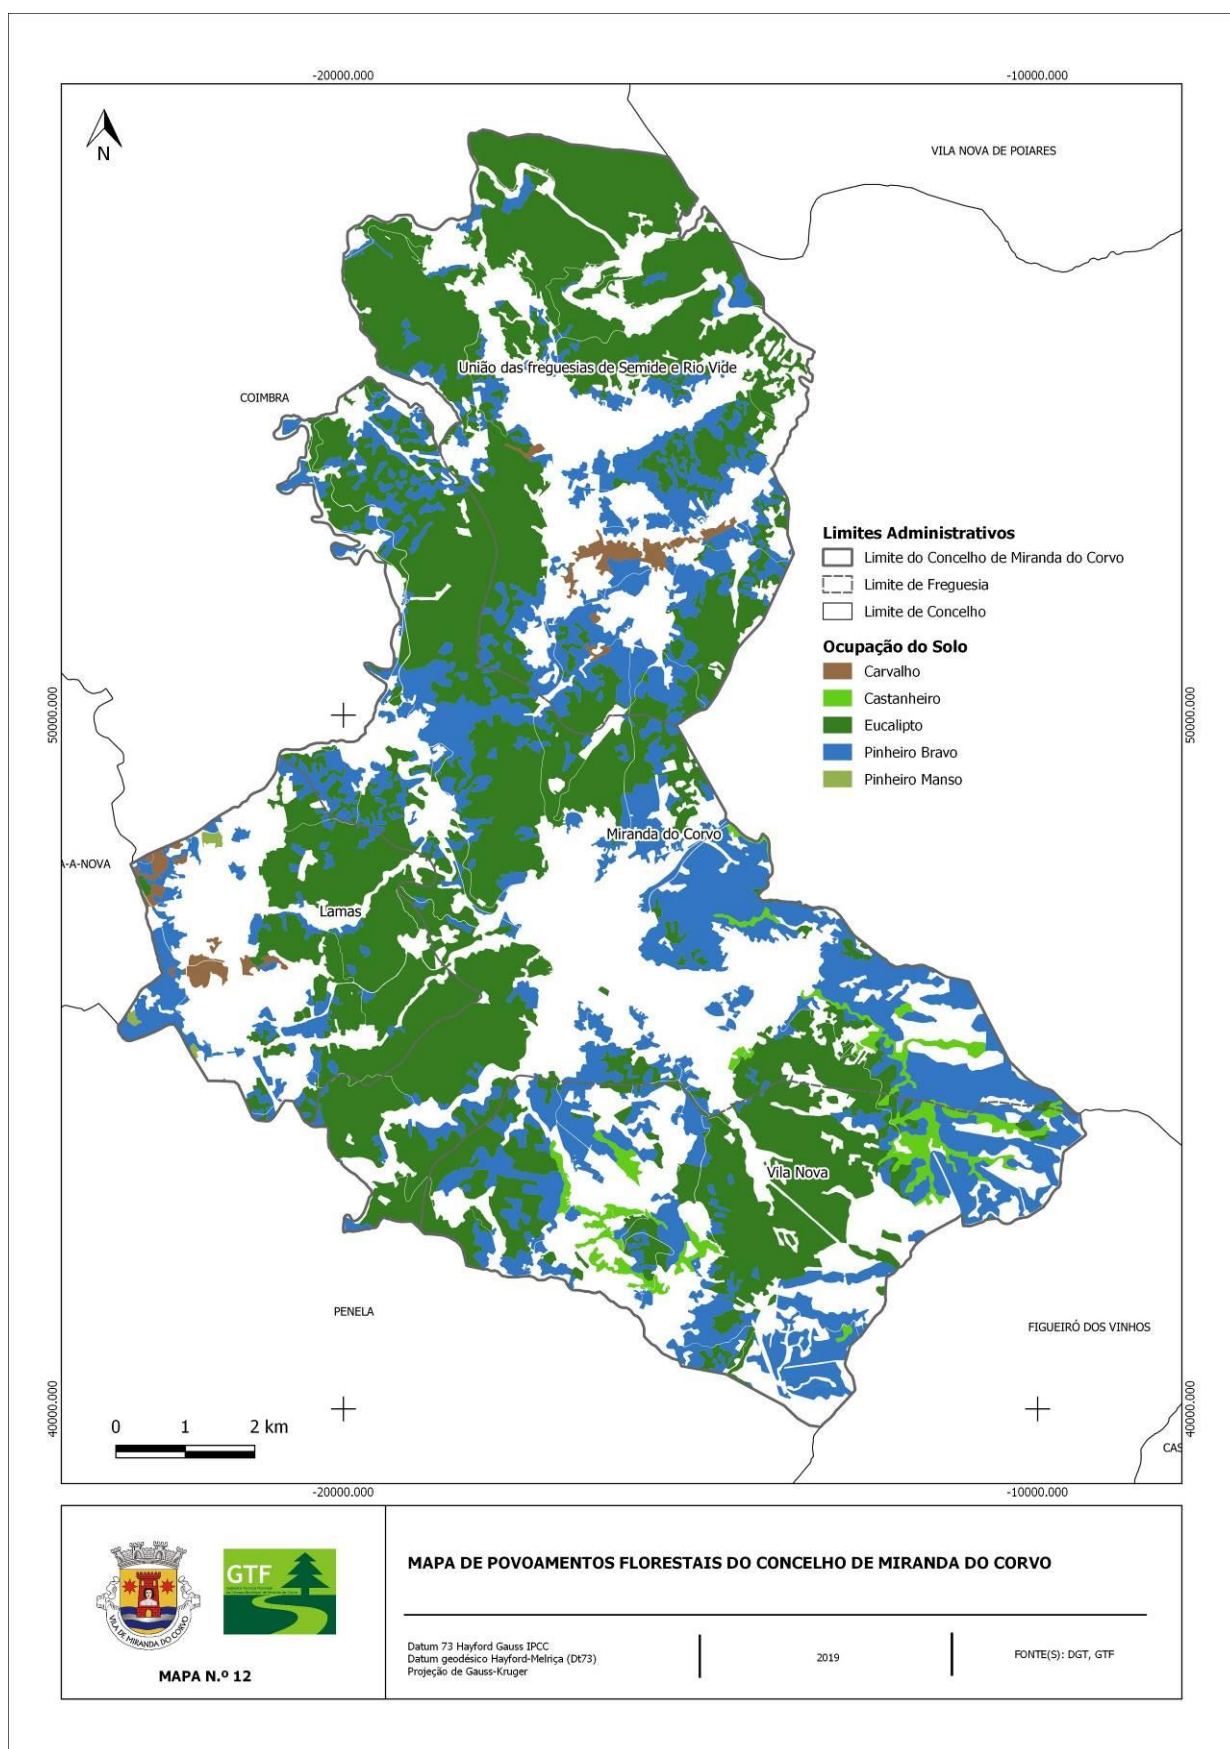 -20000.000
-10000.000
N
VILA NOVA DE POIARES
União das freguesias de Semide e Rio Vide
COIMBRA
Limites Administrativos
Limite do Concelho de Miranda do Corvo
Limite de Freguesia
Limite de Concelho
Ocupação do Solo
Carvalho
Castanheiro
Eucalipto
Pinheiro Bravo
Pinheiro Manso
50000.000
50000.000
Miranda do Corvo
A-A-NOVA
Lamas
Vila Nova
PENELA
FIGUEIRÓ DOS VINHOS
40000.000
40000.000
0 1 2 km
CAS
-20000.000
-10000.000
GTF
VILA DE MIRANDA DO CORVO
MAPA N.º 12
MAPA DE POVOAMENTOS FLORESTAIS DO CONCELHO DE MIRANDA DO CORVO
Datum 73 Hayford Gauss IPCC
Datum geodésico Hayford-Melriça (Dt73)
Projeção de Gauss-Kruger
2019
FONTE(S): DGT, GTF